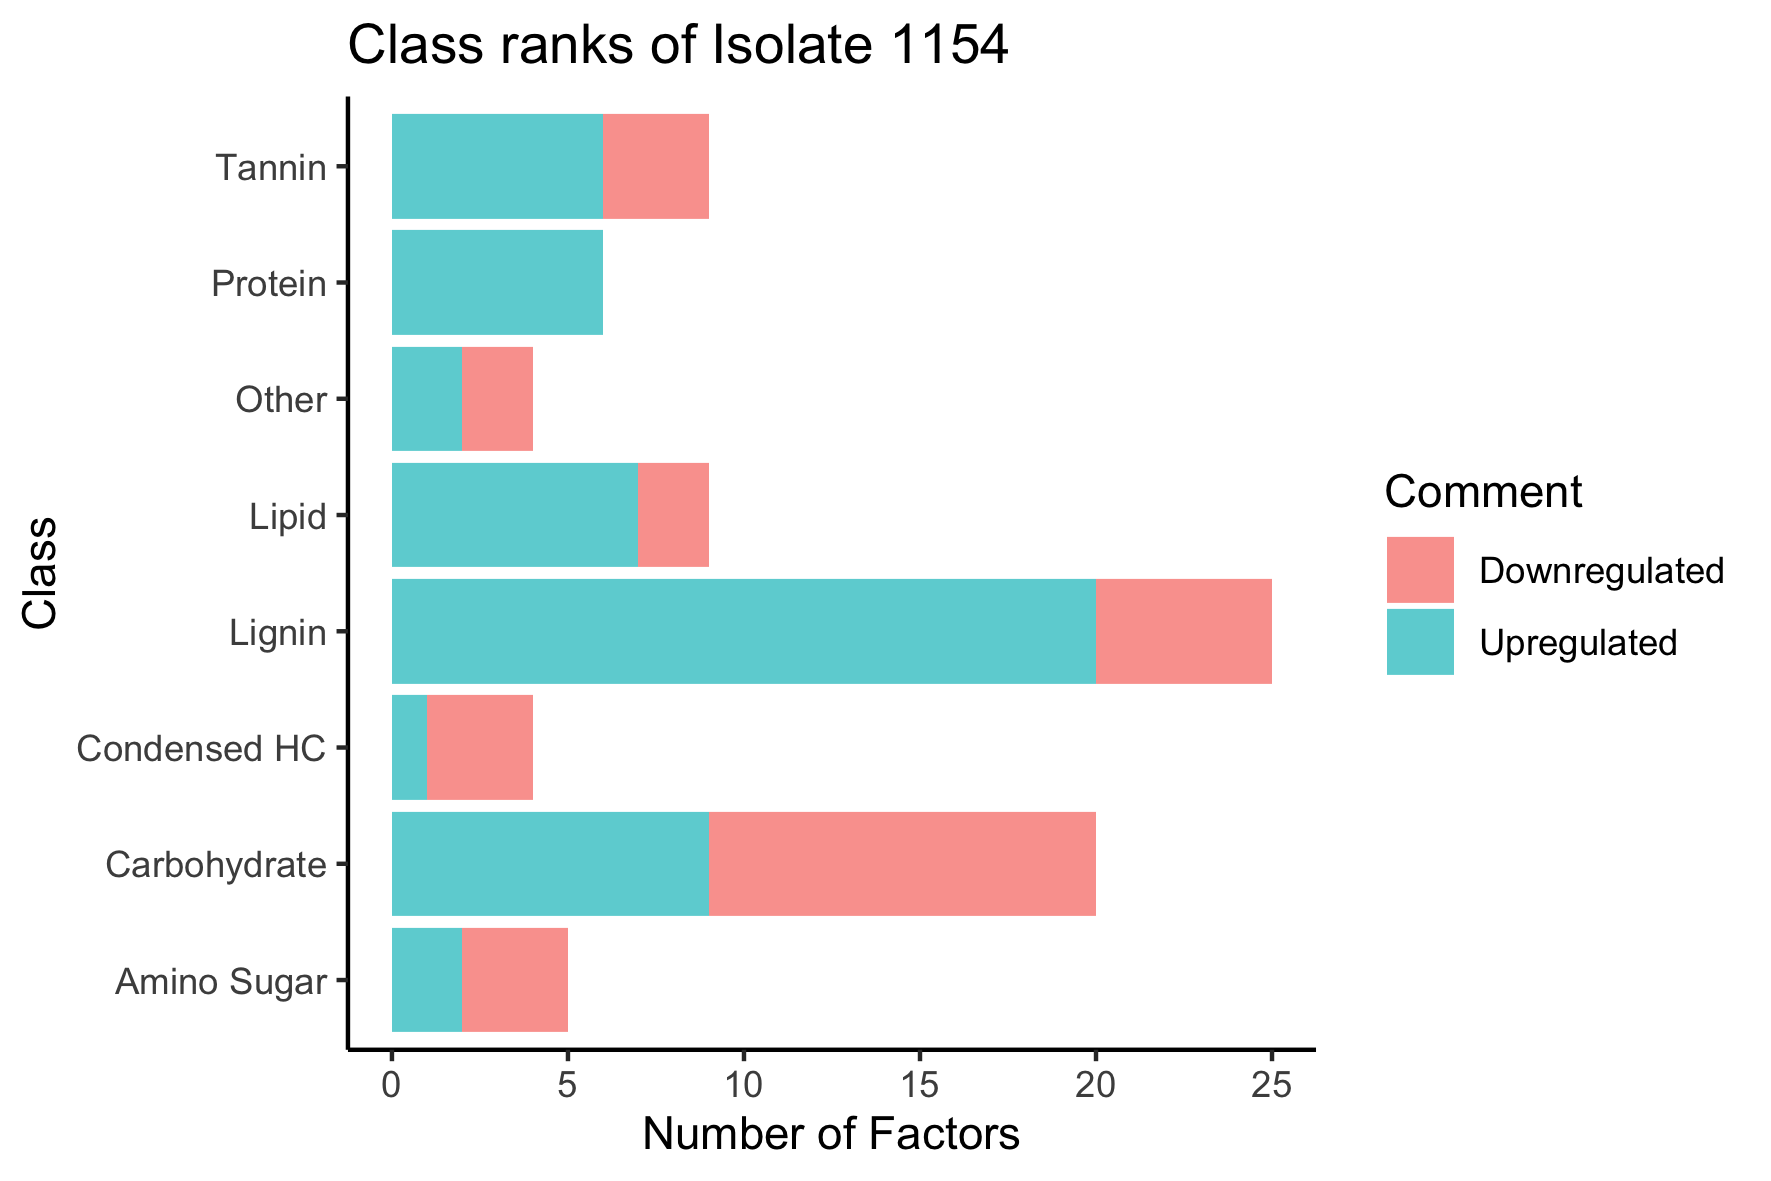 Class ranks of Isolate 1154
Class
Tannin
Protein
Other
Lipid
Lignin
Condensed HC
Carbohydrate
Amino Sugar
0 5 10 15 20 25
Number of Factors
Comment
Downregulated
Upregulated